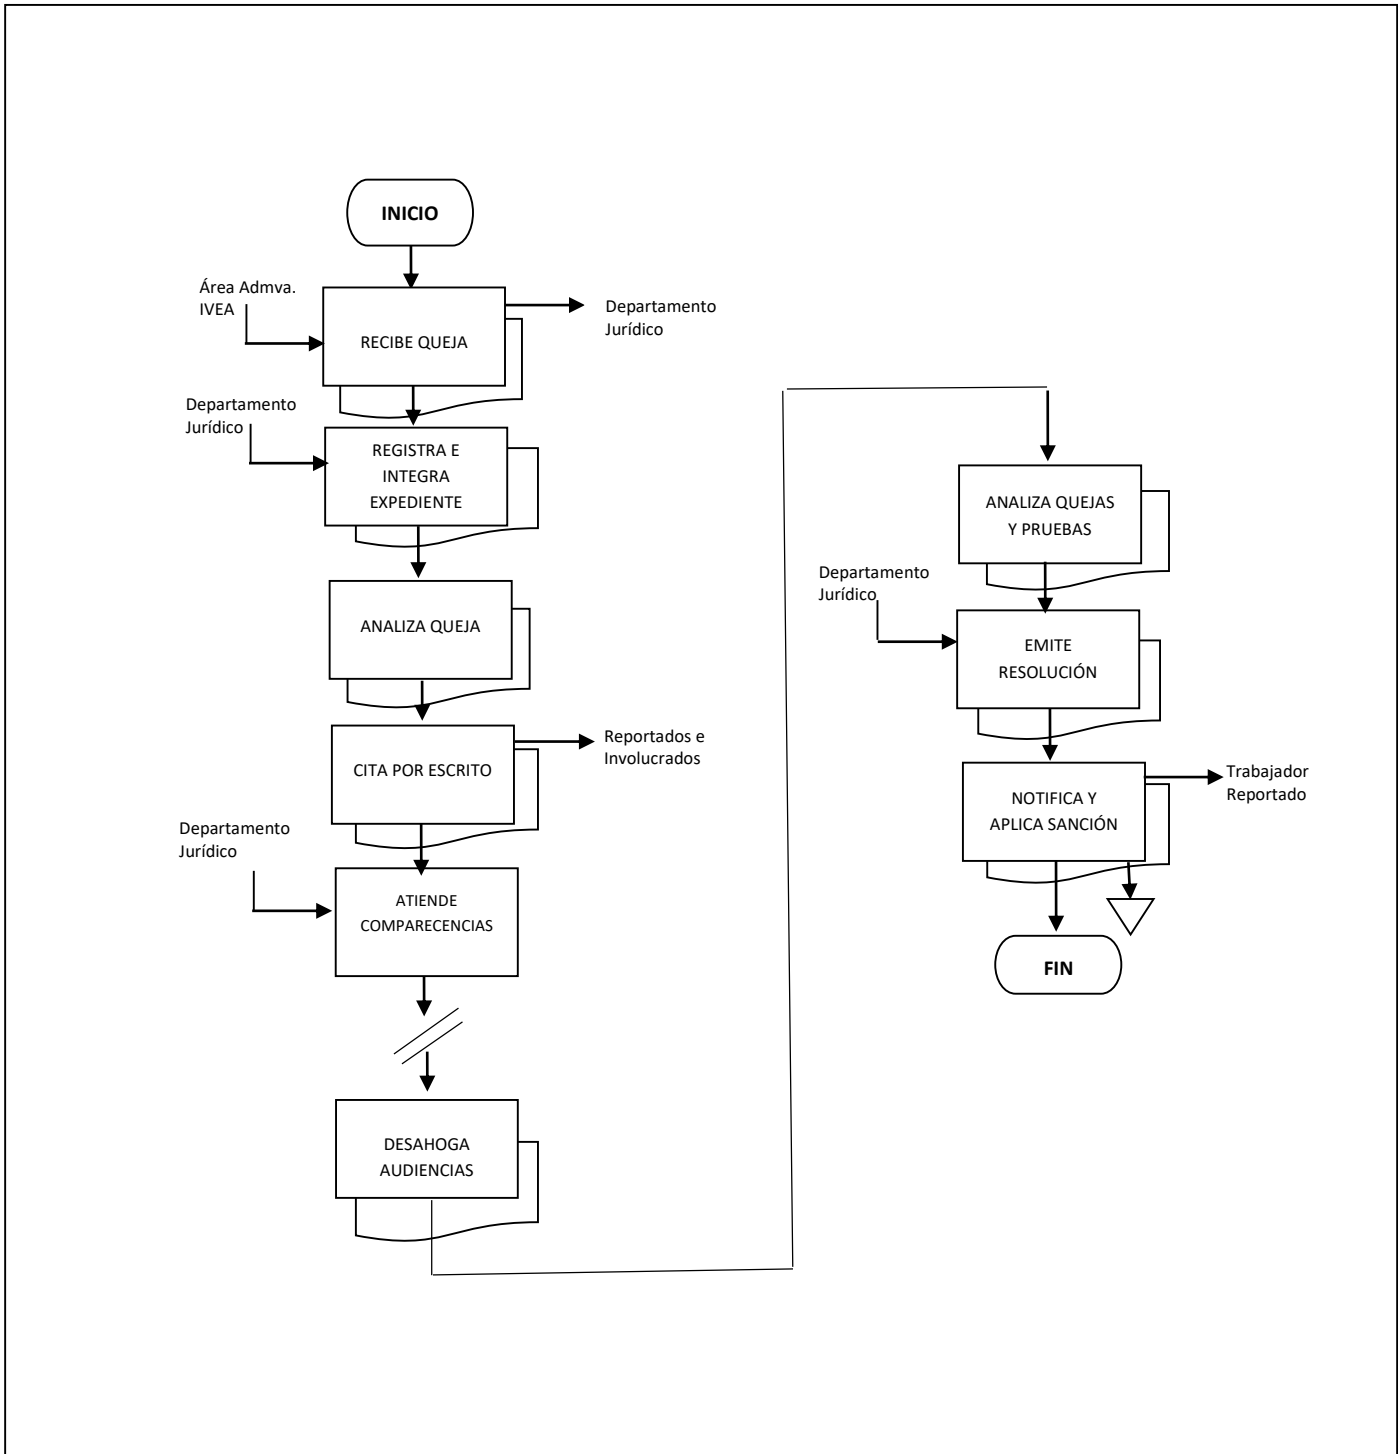 INICIO
Área Admva.
IVEA
RECIBE QUEJA
Departamento
Jurídico
Departamento
Jurídico
REGISTRA E
INTEGRA
EXPEDIENTE
ANALIZA QUEJA
CITA POR ESCRITO
Reportados e
Involucrados
Departamento
Jurídico
ATIENDE
COMPARECENCIAS
DESAHOGA
AUDIENCIAS
ANALIZA QUEJAS
Y PRUEBAS
Departamento
Jurídico
EMITE
RESOLUCIÓN
NOTIFICA Y
APLICA SANCIÓN
Trabajador
Reportado
FIN